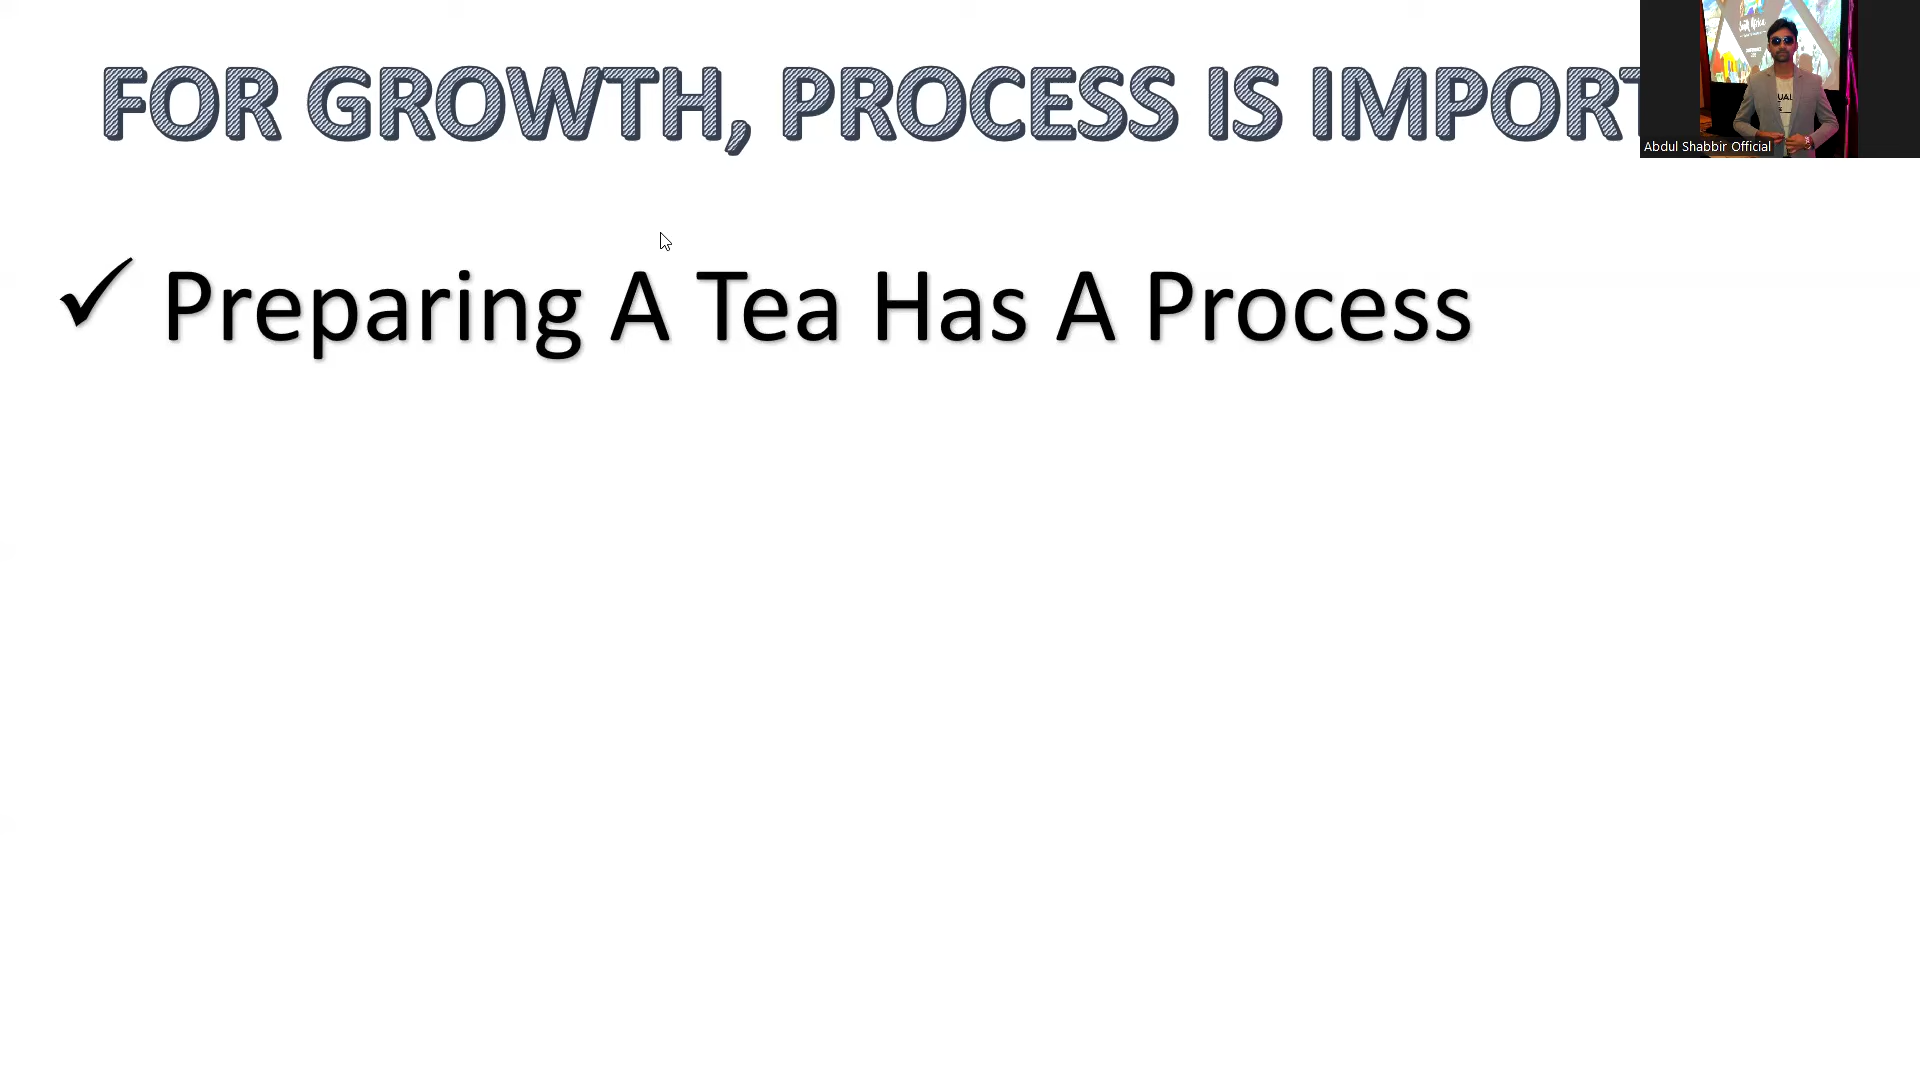 FOR GROWTH, PROCESS IS IMPORT
Abdul Shabbir Official
✓ Preparing A Tea Has A Process